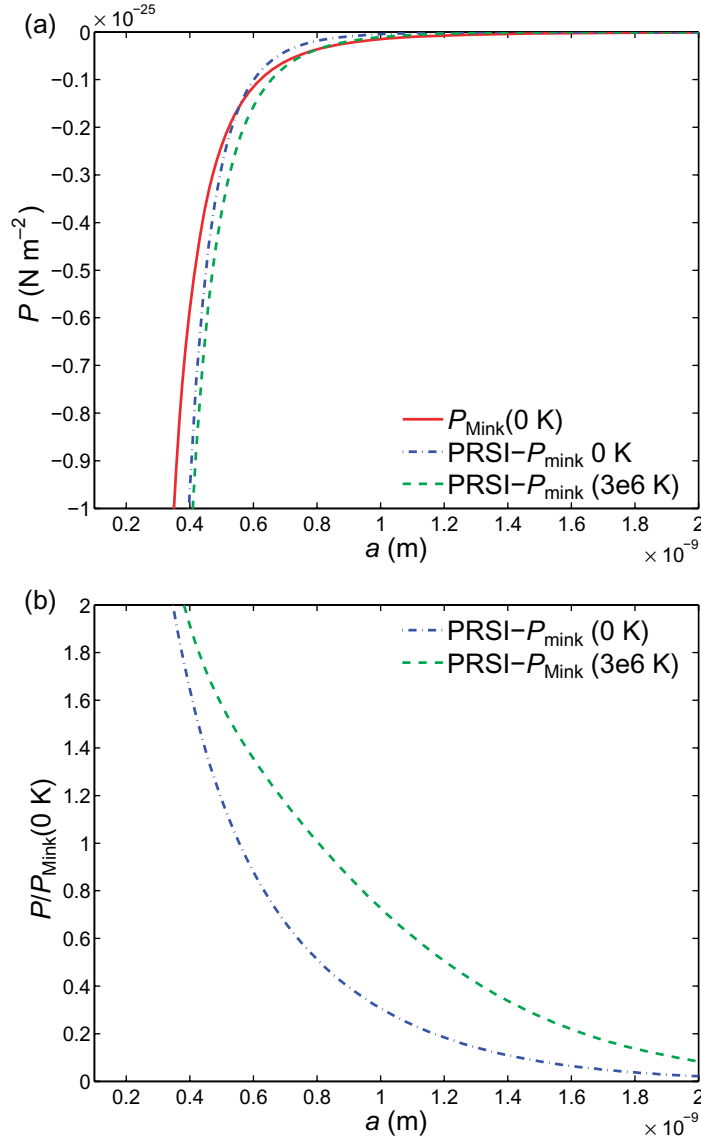 (a)
× 10⁻²⁵
0
−0.1
−0.2
−0.3
−0.4
−0.5
−0.6
−0.7
−0.8
−0.9
−1
P (N m⁻²)
P_Mink(0 K)
PRSI−P_mink 0 K
PRSI−P_mink (3e6 K)
0.2 0.4 0.6 0.8 1 1.2 1.4 1.6 1.8 2
a (m)
× 10⁻⁹
(b)
2
1.8
1.6
1.4
1.2
1
0.8
0.6
0.4
0.2
0
P/P_Mink(0 K)
PRSI−P_mink (0 K)
PRSI−P_Mink (3e6 K)
0.2 0.4 0.6 0.8 1 1.2 1.4 1.6 1.8 2
a (m)
× 10⁻⁹